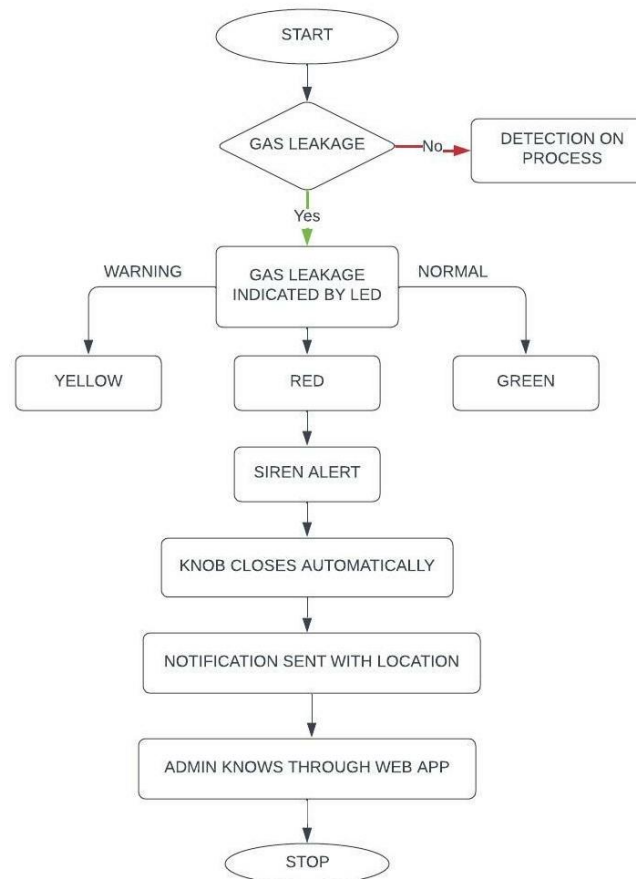 START
GAS LEAKAGE
No
DETECTION ON
PROCESS
Yes
WARNING
GAS LEAKAGE
INDICATED BY LED
NORMAL
YELLOW
RED
GREEN
SIREN ALERT
KNOB CLOSES AUTOMATICALLY
NOTIFICATION SENT WITH LOCATION
ADMIN KNOWS THROUGH WEB APP
STOP